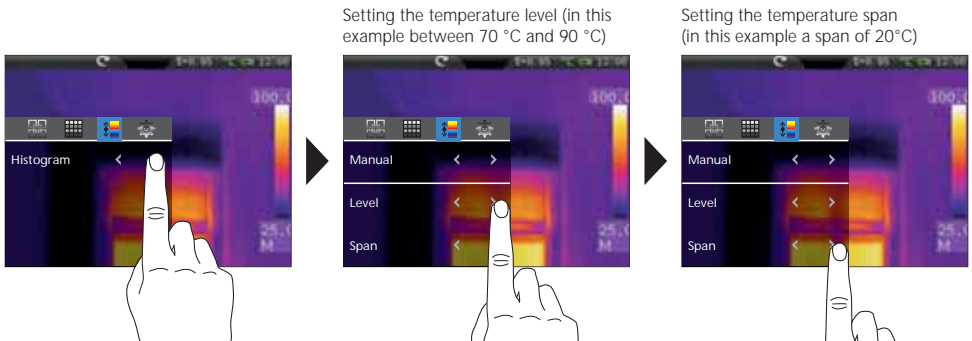 Setting the temperature level (in this
example between 70 °C and 90 °C)
Setting the temperature span
(in this example a span of 20°C)
Histogram
Manual
Level
Span
Manual
Level
Span